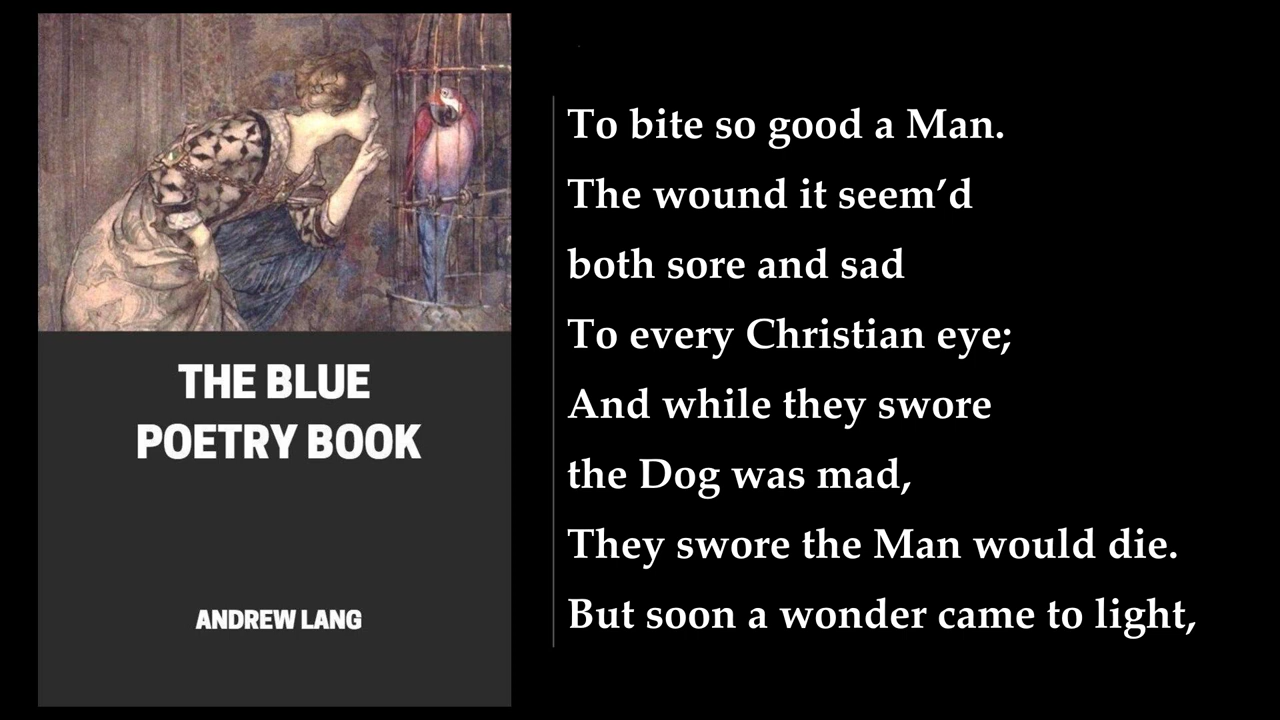 THE BLUE
POETRY BOOK
ANDREW LANG
To bite so good a Man.
The wound it seem’d
both sore and sad
To every Christian eye;
And while they swore
the Dog was mad,
They swore the Man would die.
But soon a wonder came to light,